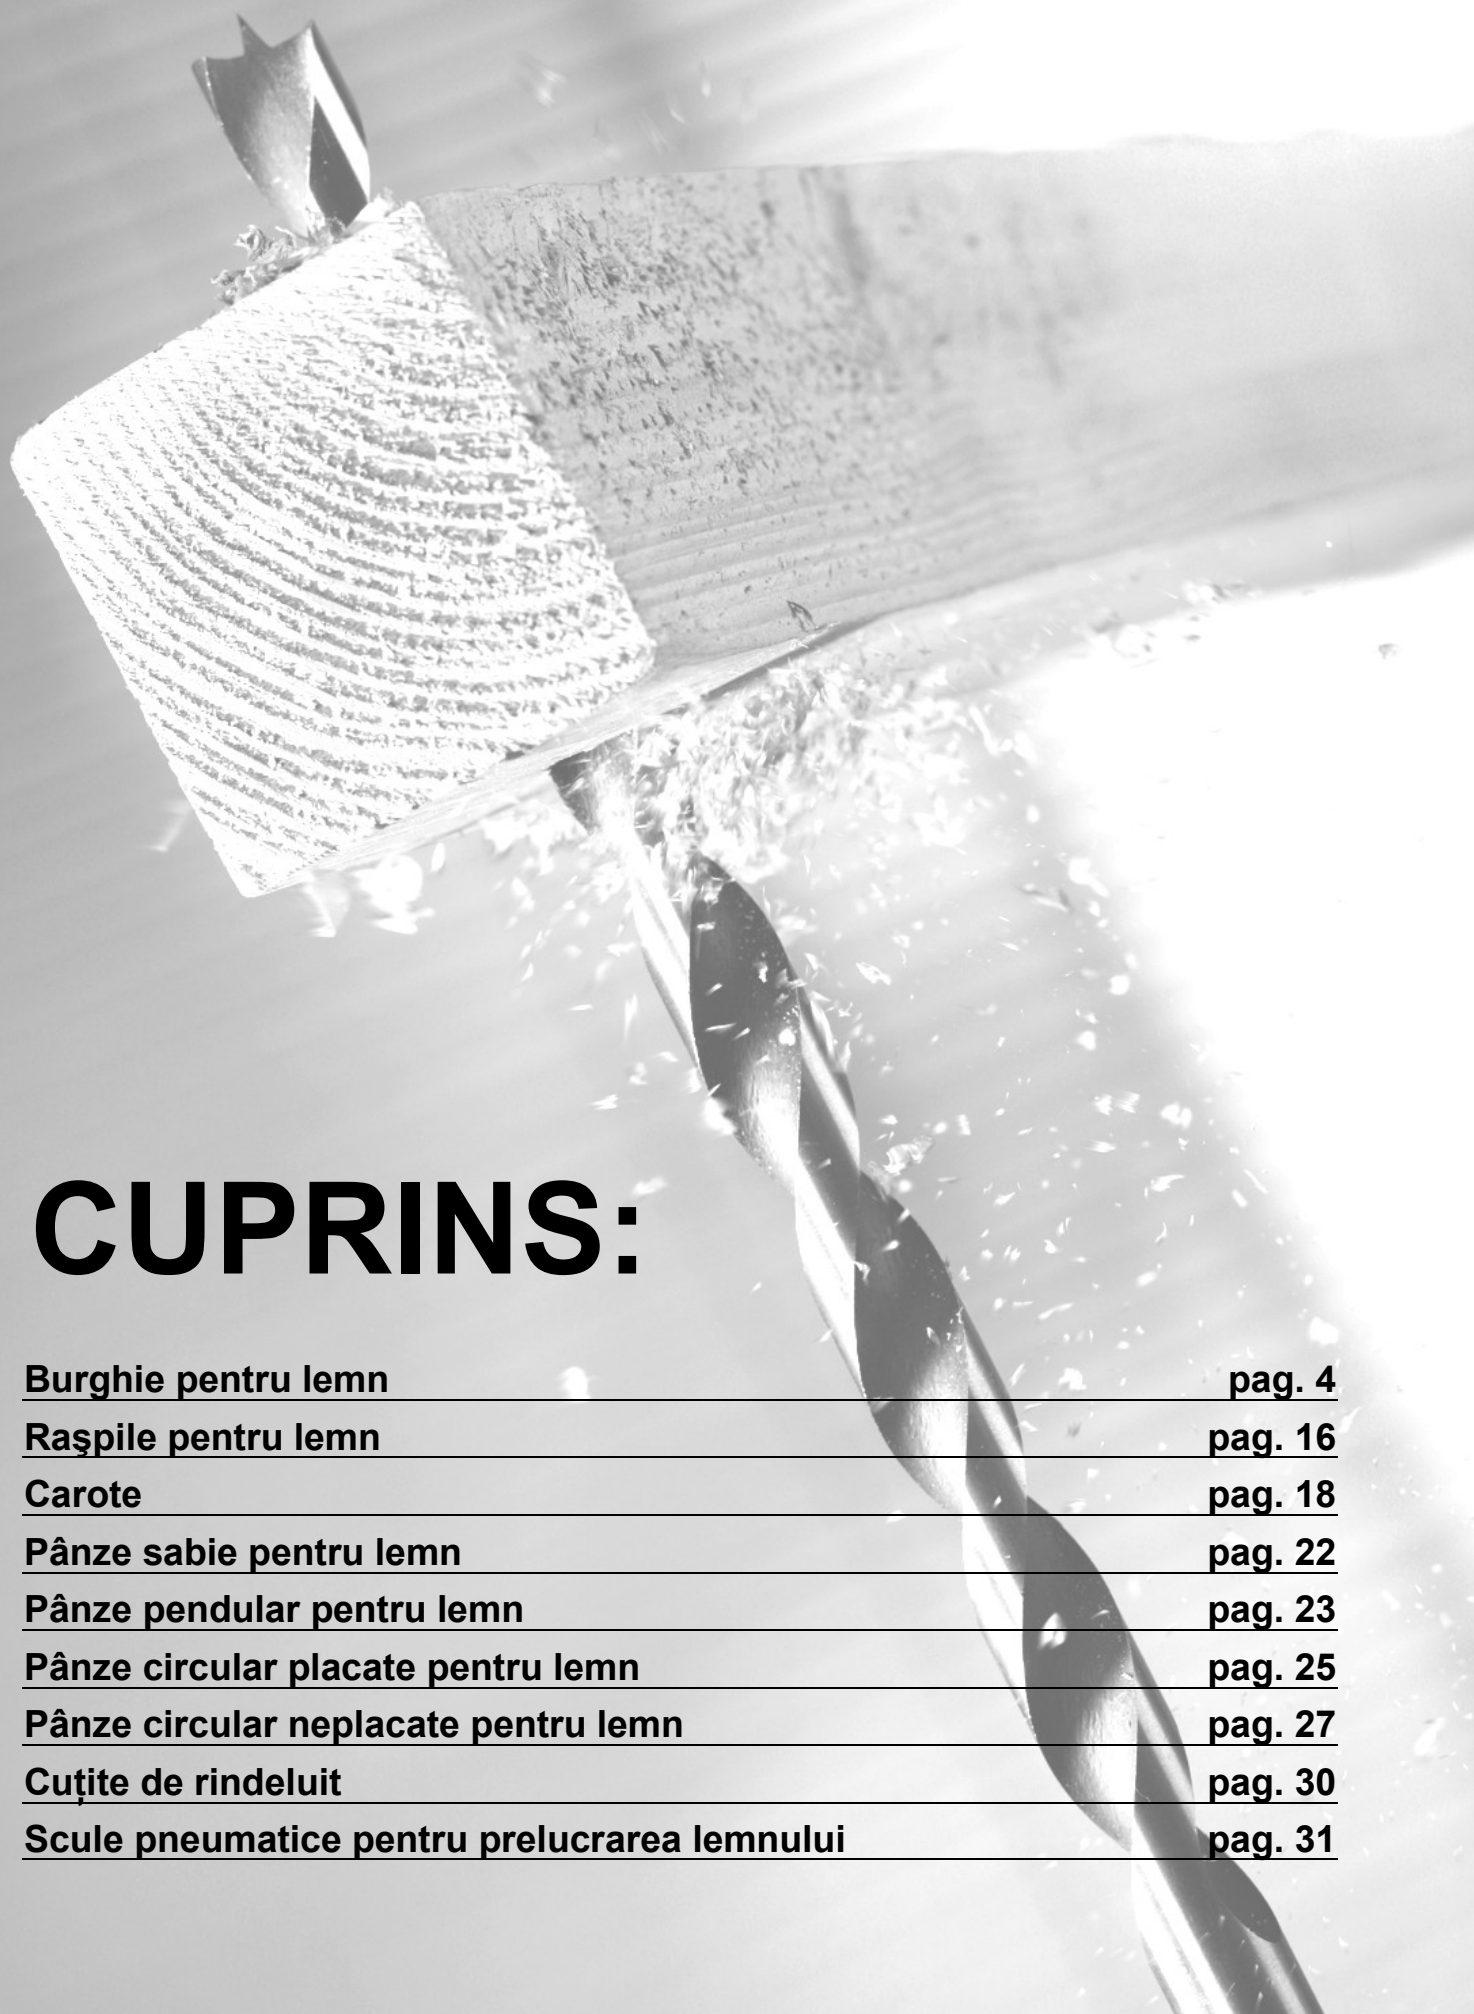 CUPRINS:
Burghie pentru lemn pag. 4
Raşpile pentru lemn pag. 16
Carote pag. 18
Pânze sabie pentru lemn pag. 22
Pânze pendular pentru lemn pag. 23
Pânze circular placate pentru lemn pag. 25
Pânze circular neplacate pentru lemn pag. 27
Cuțite de rindeluit pag. 30
Scule pneumatice pentru prelucrarea lemnului pag. 31